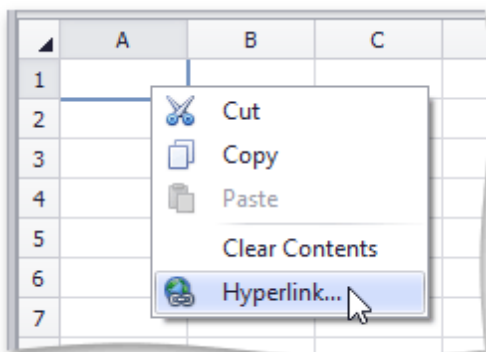 A B C
1
2 Cut
3 Copy
4 Paste
5 Clear Contents
6 Hyperlink...
7